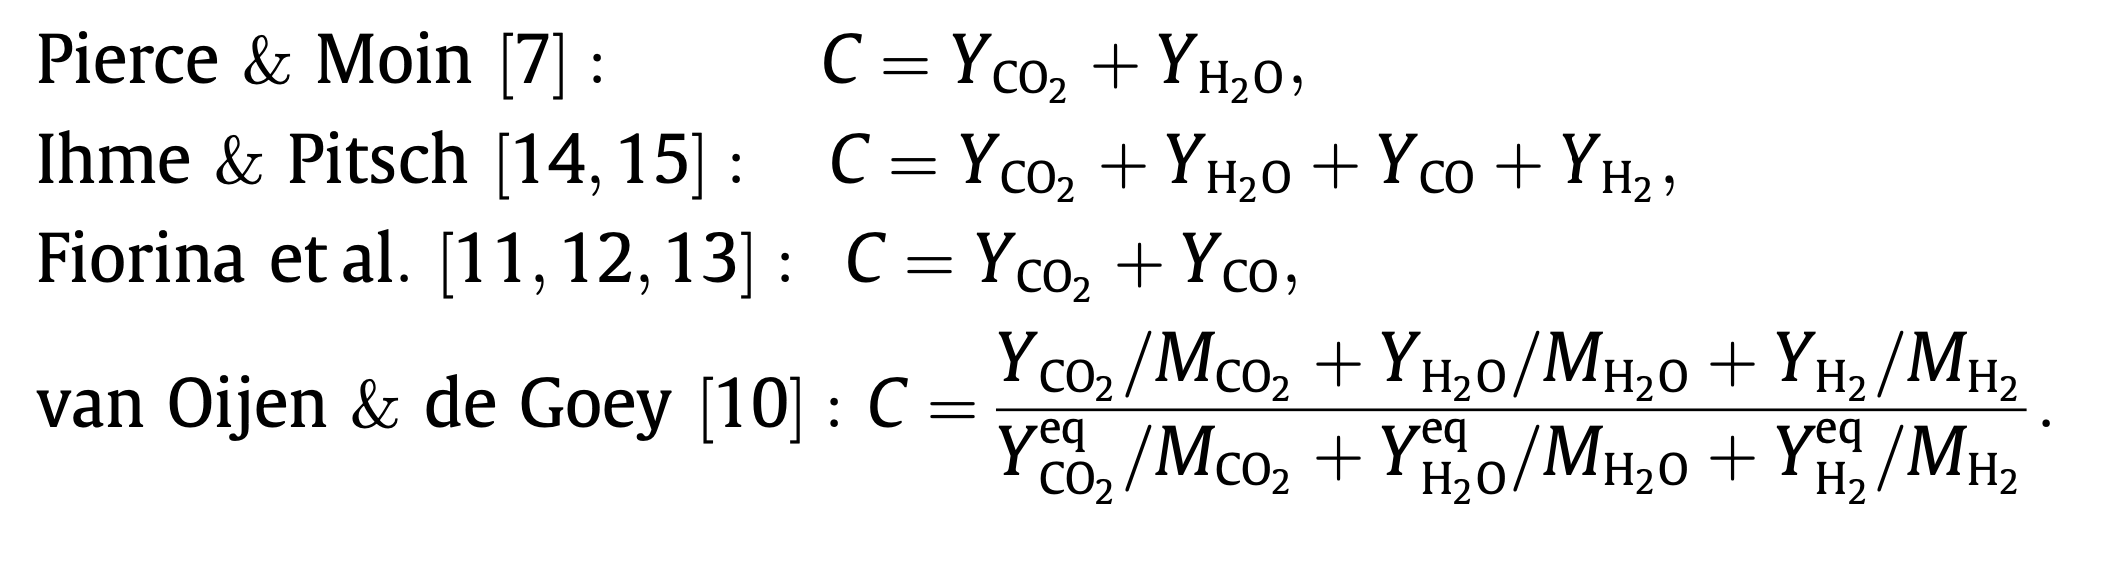 Pierce & Moin [7] : C = Y_{CO_2} + Y_{H_2O},
Ihme & Pitsch [14, 15] : C = Y_{CO_2} + Y_{H_2O} + Y_{CO} + Y_{H_2},
Fiorina et al. [11, 12, 13] : C = Y_{CO_2} + Y_{CO},
van Oijen & de Goey [10] : C = \frac{Y_{CO_2}/M_{CO_2} + Y_{H_2O}/M_{H_2O} + Y_{H_2}/M_{H_2}}{Y^{eq}_{CO_2}/M_{CO_2} + Y^{eq}_{H_2O}/M_{H_2O} + Y^{eq}_{H_2}/M_{H_2}}.